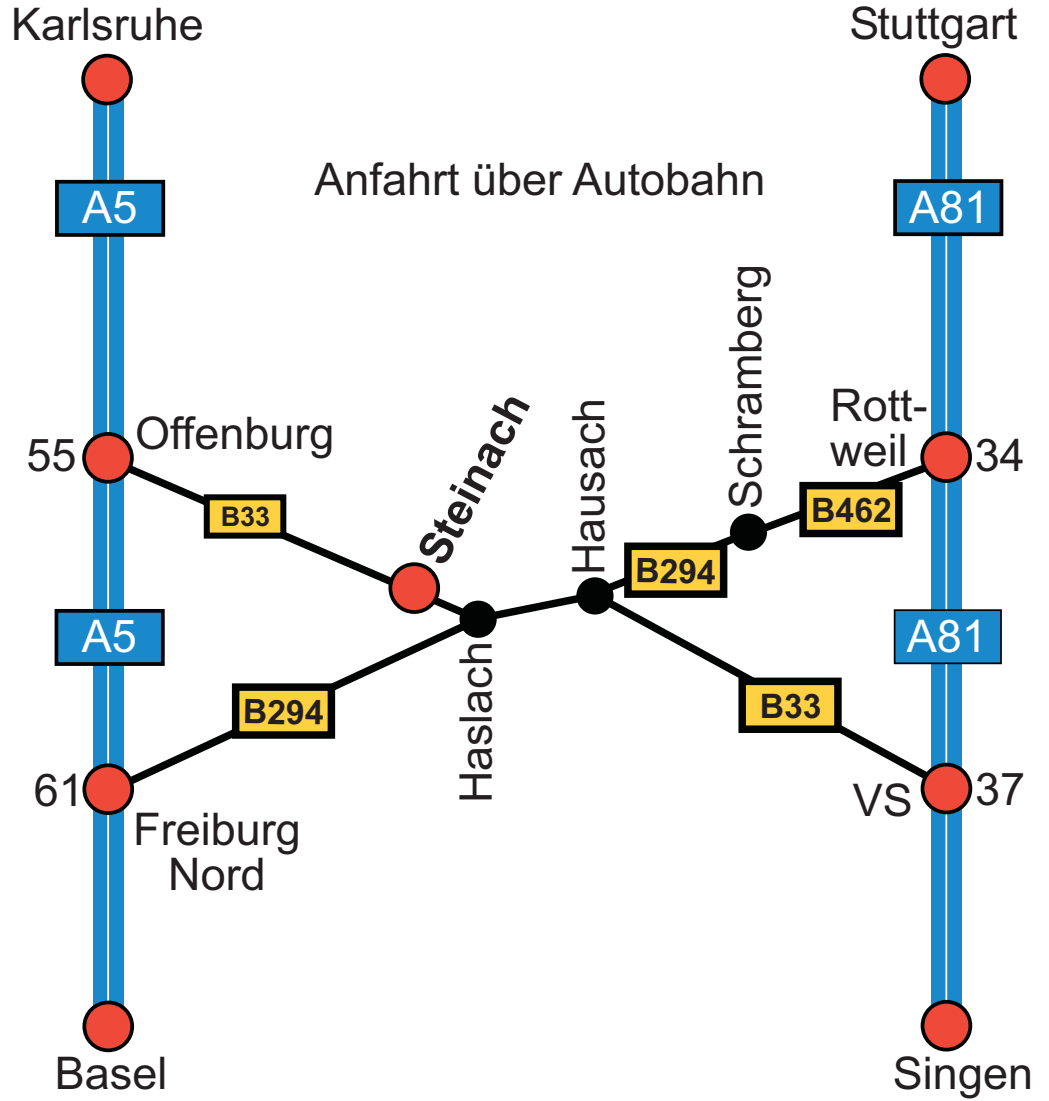 Karlsruhe
Stuttgart
Anfahrt über Autobahn
A5
A81
Schramberg
Rott-
weil
34
55
Offenburg
Steinach
Hausach
B33
B462
B294
A5
A81
Haslach
B294
B33
61
Freiburg
Nord
VS
37
Basel
Singen